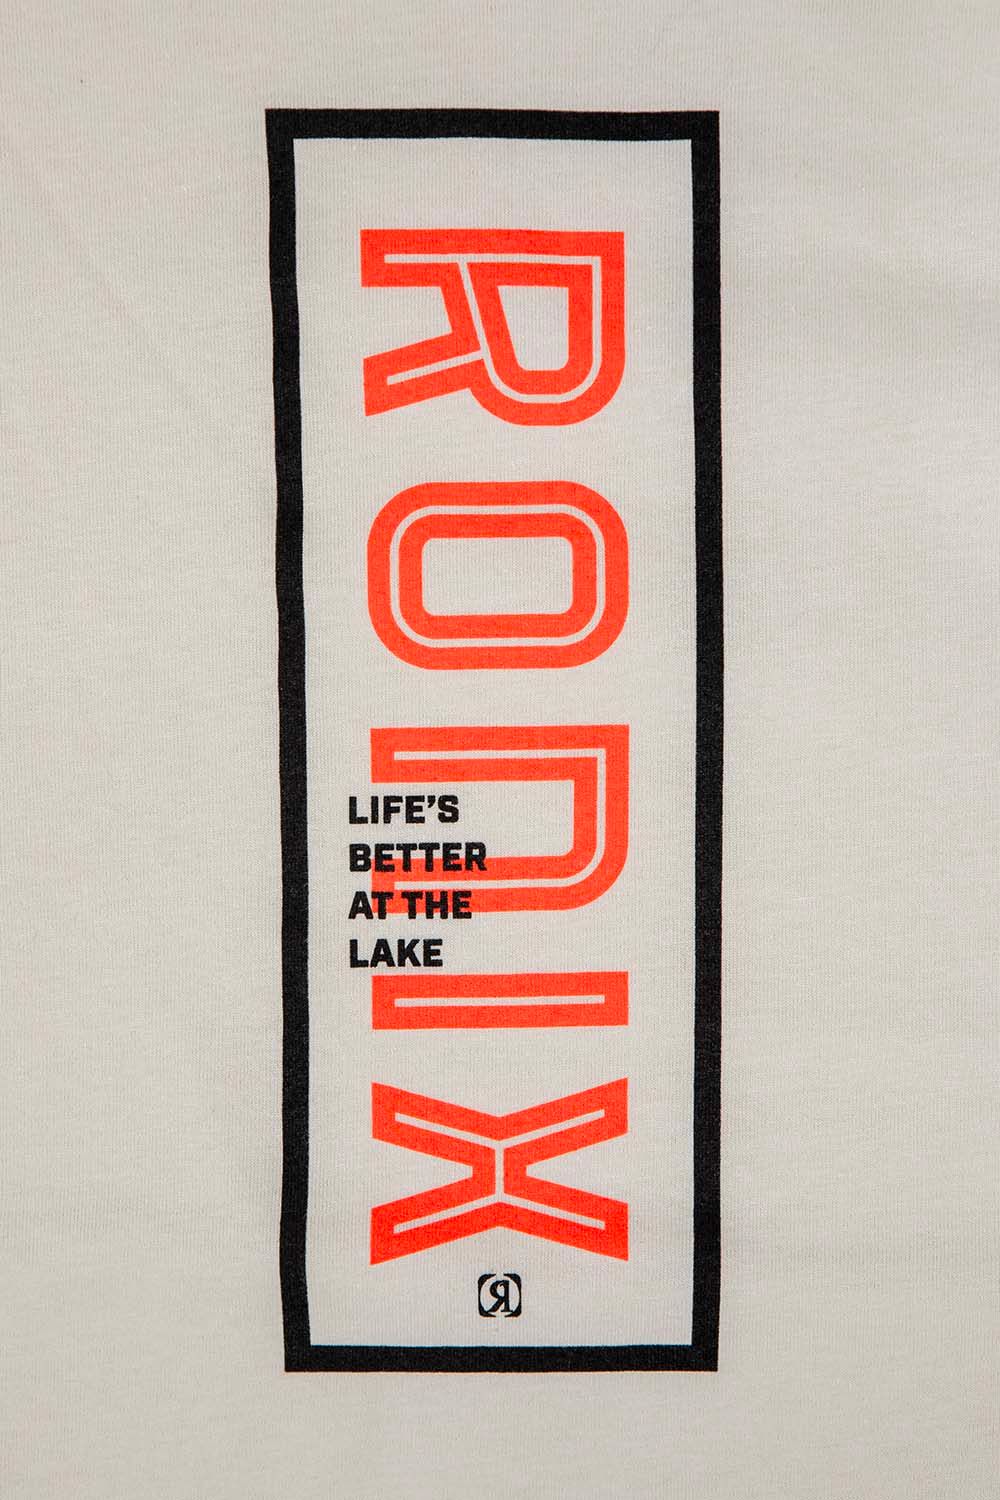 RONIX
LIFE'S
BETTER
AT THE
LAKE
R